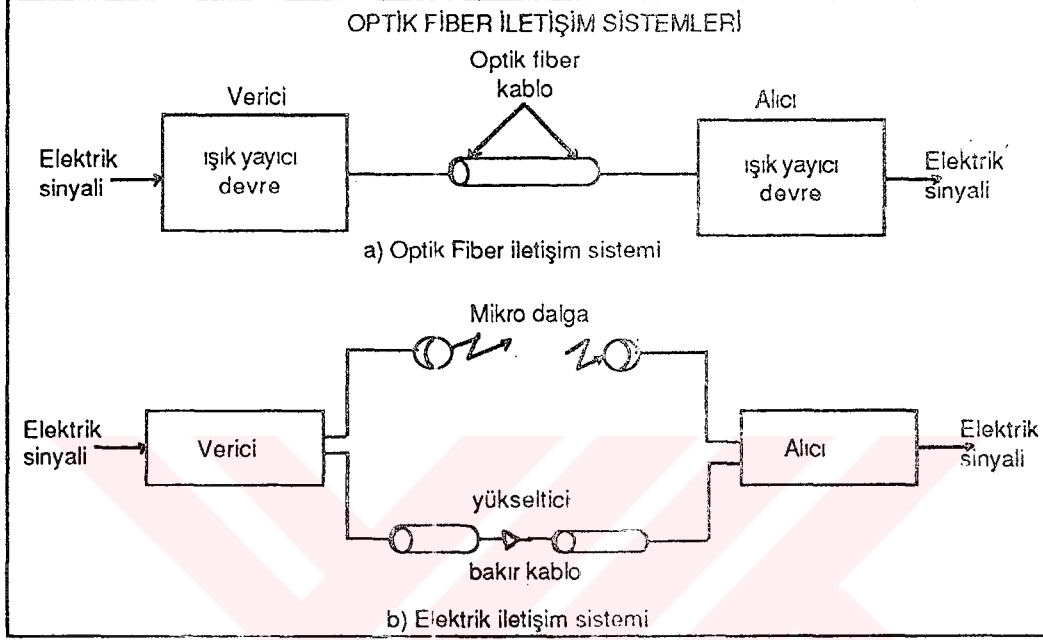 OPTİK FİBER İLETİŞİM SİSTEMLERİ
Optik fiber
kablo
Verici
Alıcı
Elektrik
sinyali
ışık yayıcı
devre
ışık yayıcı
devre
Elektrik
sinyali
a) Optik Fiber iletişim sistemi
Mikro dalga
Elektrik
sinyali
Verici
Alıcı
Elektrik
sinyali
yükseltici
bakır kablo
b) Elektrik iletişim sistemi